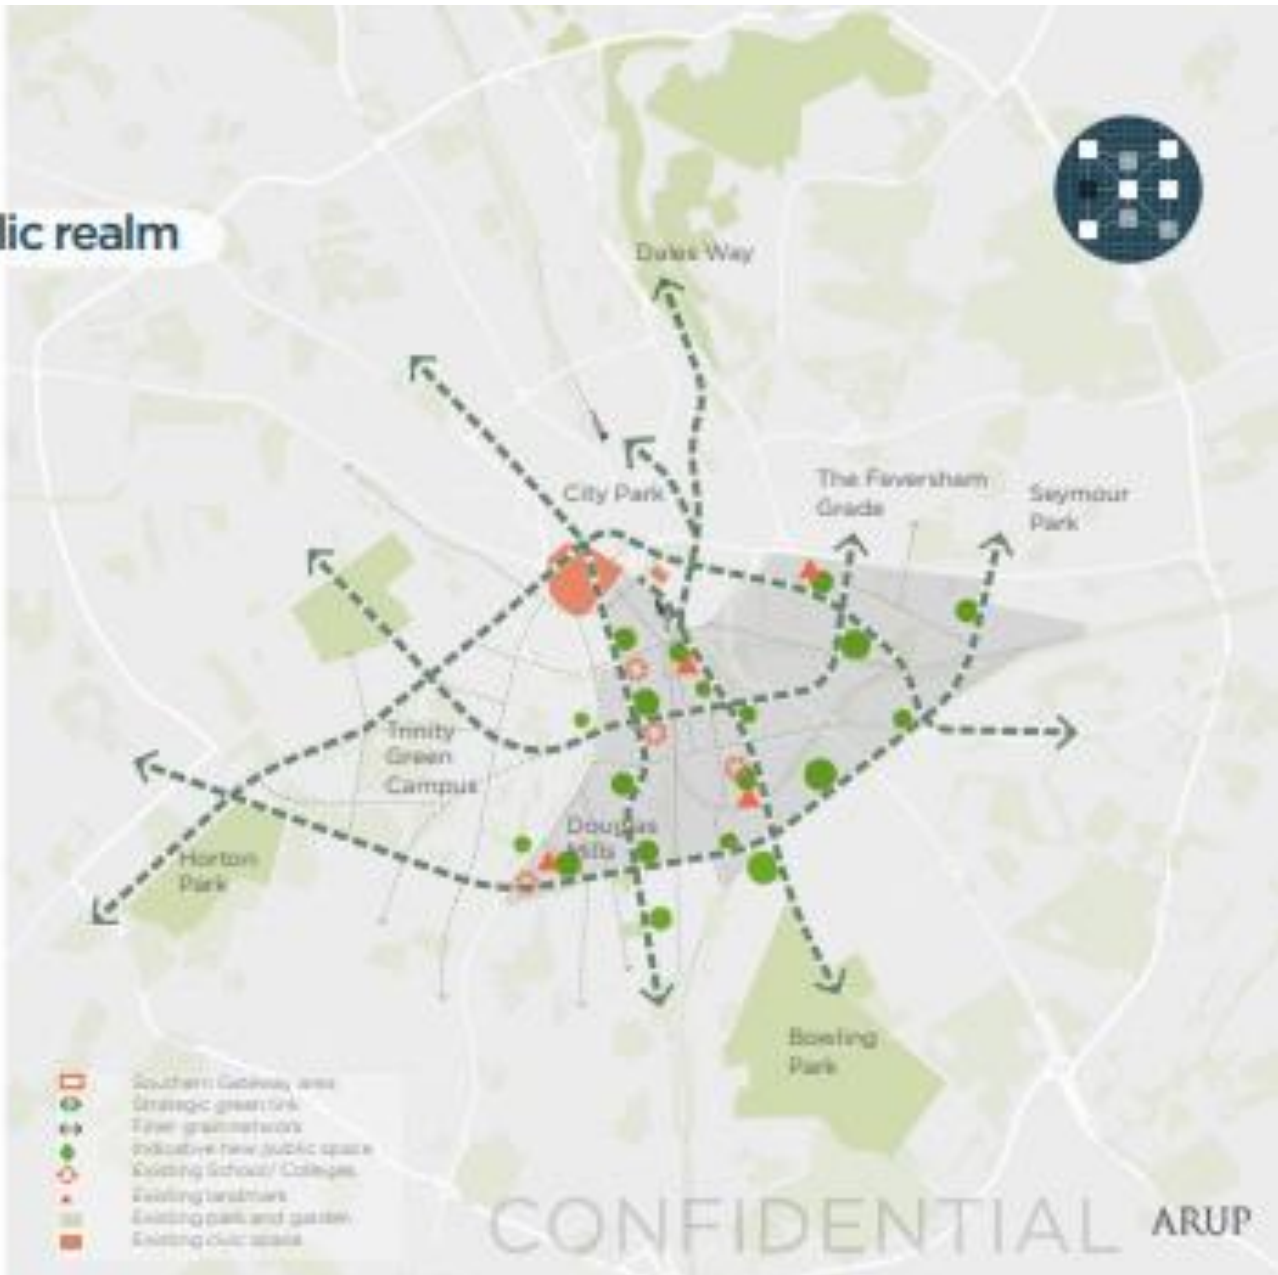 lic realm
Dales Way
City Park
The Feversham
Grade
Seymour
Park
Trinity
Green
Campus
Douglas
Mills
Horton
Park
Bowling
Park
Southern Gateway area
Strategic green link
Finer grain network
Indicative new public space
Existing School/ Colleges
Existing landmark
Existing park and garden
Existing civic space
CONFIDENTIAL
ARUP